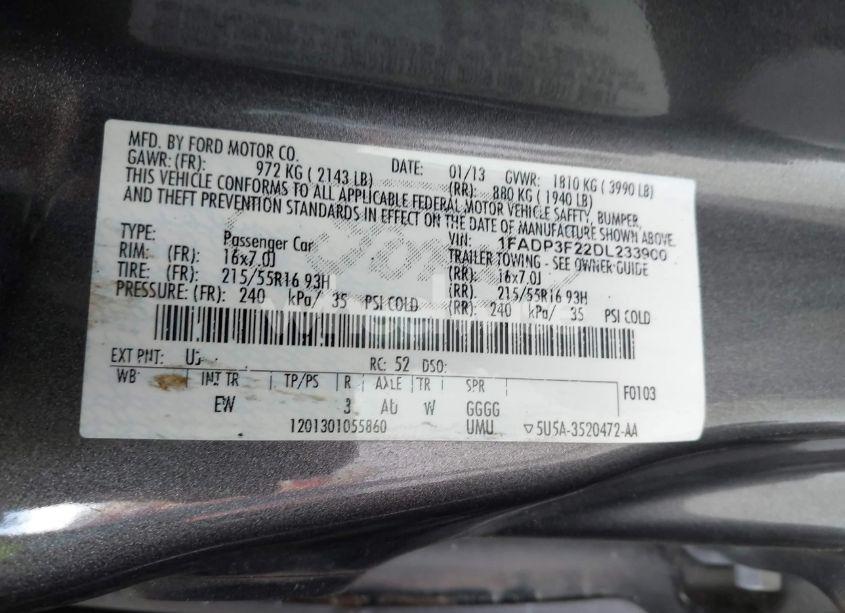 MFD. BY FORD MOTOR CO. DATE: 01/13 GVWR: 1810 KG ( 3990 LB)
GAWR: (FR): 972 KG ( 2143 LB) (RR): 880 KG ( 1940 LB)
THIS VEHICLE CONFORMS TO ALL APPLICABLE FEDERAL MOTOR VEHICLE SAFETY, BUMPER,
AND THEFT PREVENTION STANDARDS IN EFFECT ON THE DATE OF MANUFACTURE SHOWN ABOVE.
VIN: 1FADP3F22DL233900
TYPE: Passenger Car TRAILER TOWING - SEE OWNER GUIDE
RIM: (FR): 16x7.0J (RR): 16x7.0J
TIRE: (FR): 215/55R16 93H (RR): 215/55R16 93H
PRESSURE: (FR): 240 kPa/ 35 PSI COLD (RR): 240 kPa/ 35 PSI COLD
EXT PNT: RC: 52 DSO:
WB INT TR TP/PS R AXLE TR SPR F0103
EW 3 W GGGG
1201301055860 UMU ▽5U5A-3520472-AA